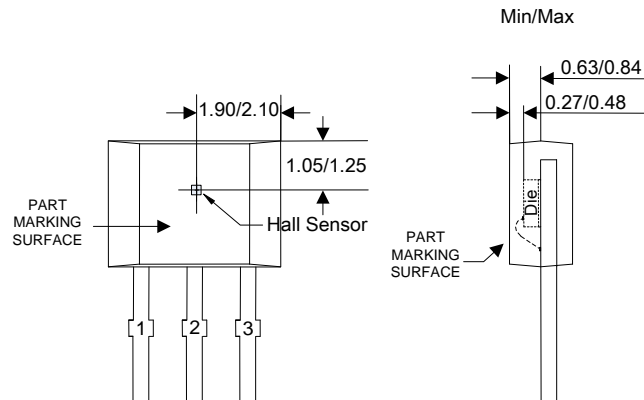 Min/Max
0.63/0.84
0.27/0.48
1.90/2.10
1.05/1.25
PART
MARKING
SURFACE
Hall Sensor
Die
PART
MARKING
SURFACE
1 2 3